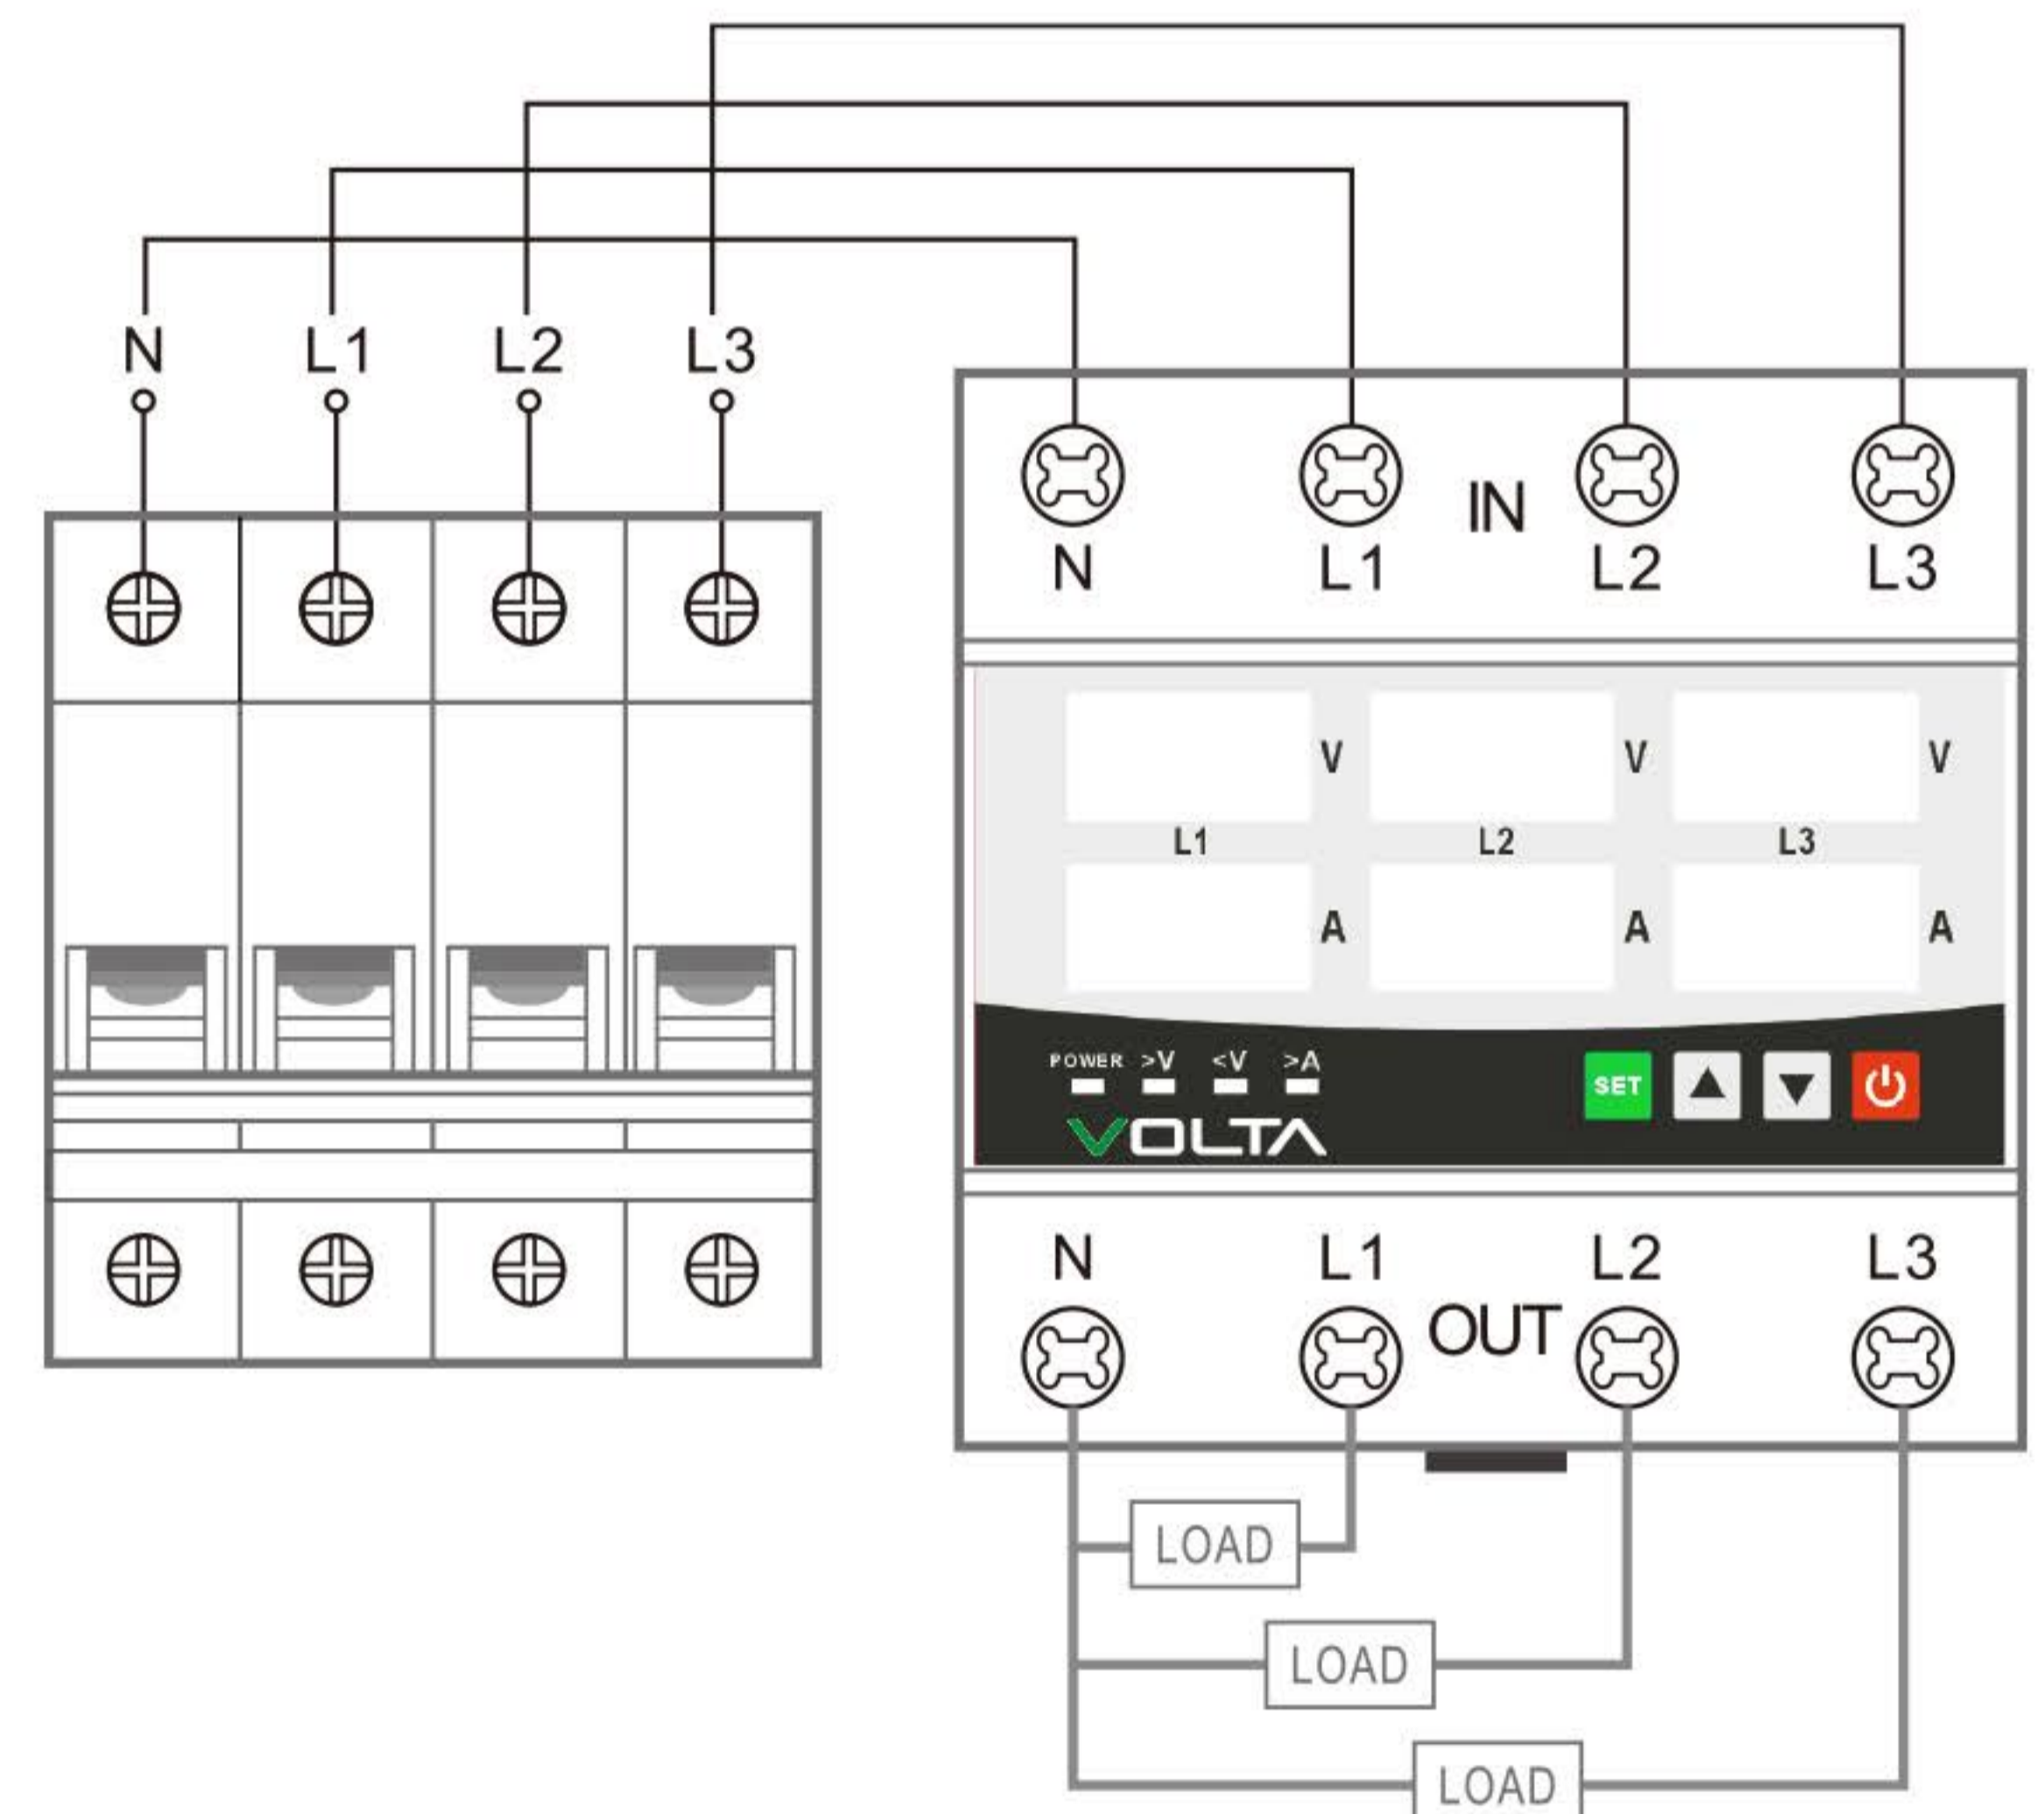 N L1 L2 L3
IN
N L1 L2 L3
V V V
L1 L2 L3
A A A
POWER >V <V >A
SET
VOLTA
N L1 L2 L3
OUT
LOAD
LOAD
LOAD